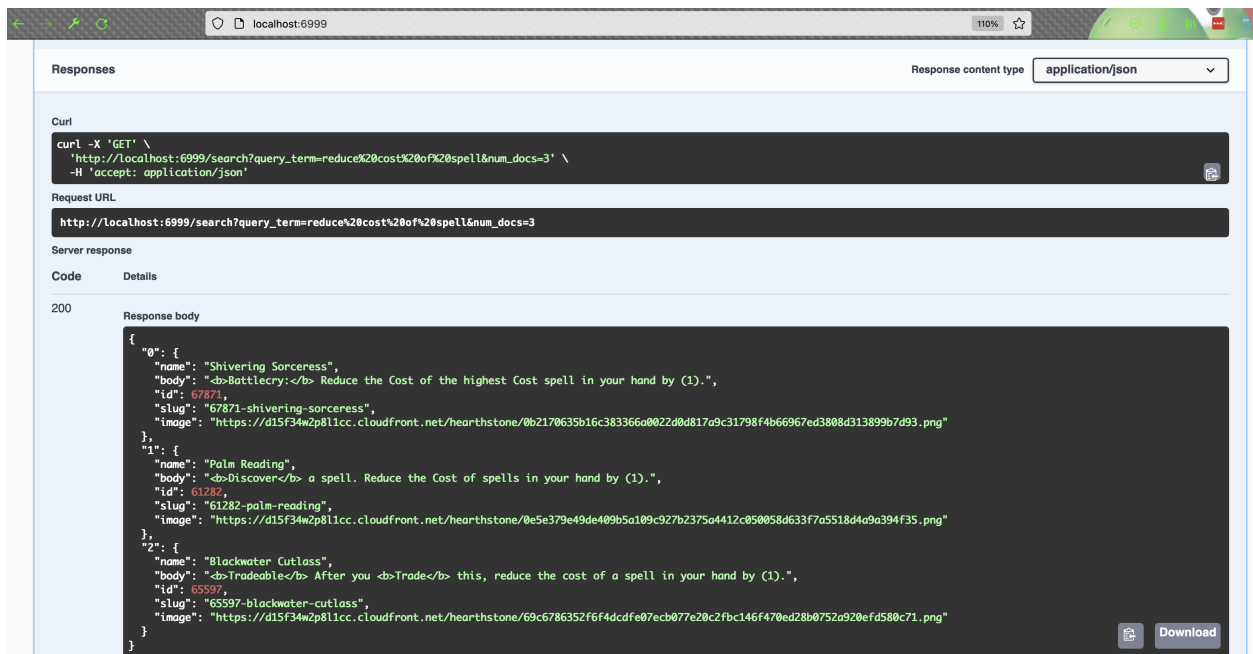 localhost:6999
110%
Responses
Response content type
application/json
Curl
curl -X 'GET' \
'http://localhost:6999/search?query_term=reduce%20cost%20of%20spell&num_docs=3' \
-H 'accept: application/json'
Request URL
http://localhost:6999/search?query_term=reduce%20cost%20of%20spell&num_docs=3
Server response
Code
Details
200
Response body
{
"0": {
"name": "Shivering Sorceress",
"body": "<b>Battlecry:</b> Reduce the Cost of the highest Cost spell in your hand by (1).",
"id": 67871,
"slug": "67871-shivering-sorceress",
"image": "https://d15f34w2p8l1cc.cloudfront.net/hearthstone/0b2170635b16c383366a0022d0d817a9c31798f4b66967ed3808d313899b7d93.png"
},
"1": {
"name": "Palm Reading",
"body": "<b>Discover</b> a spell. Reduce the Cost of spells in your hand by (1).",
"id": 61282,
"slug": "61282-palm-reading",
"image": "https://d15f34w2p8l1cc.cloudfront.net/hearthstone/0e5e379e49de409b5a109c927b2375a4412c050058d633f7a5518d4a9a394f35.png"
},
"2": {
"name": "Blackwater Cutlass",
"body": "<b>Tradeable</b> After you <b>Trade</b> this, reduce the cost of a spell in your hand by (1).",
"id": 65597,
"slug": "65597-blackwater-cutlass",
"image": "https://d15f34w2p8l1cc.cloudfront.net/hearthstone/69c6786352f6f4dcdfe07ecb077e20c2fbc146f470ed28b0752a920efd580c71.png"
}
}
Download